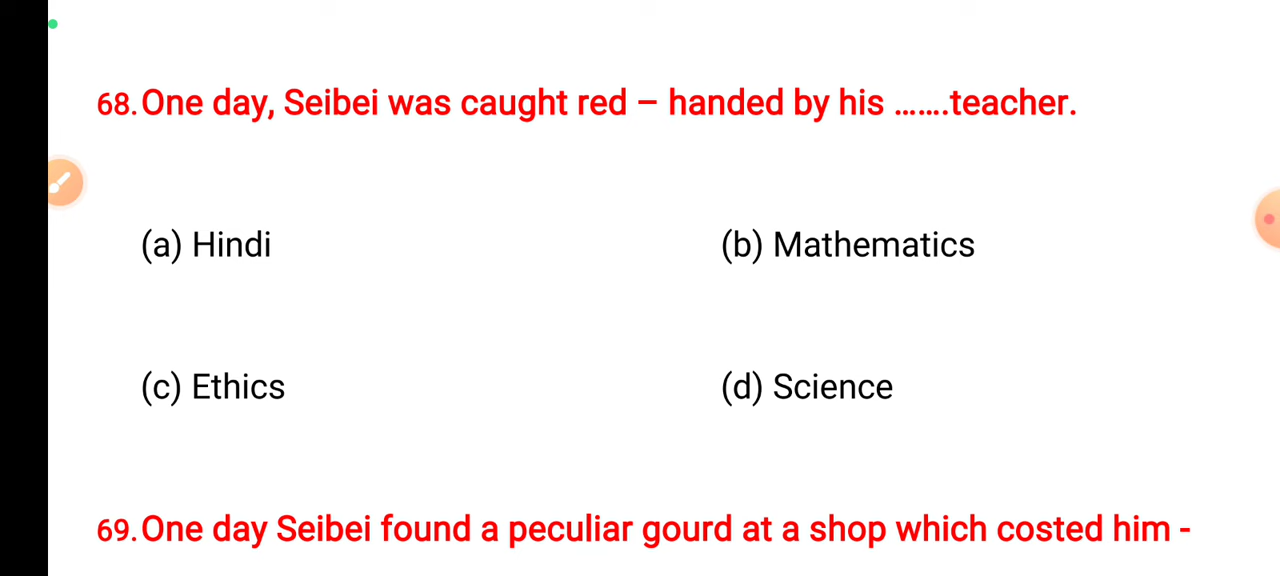 68. One day, Seibei was caught red – handed by his .......teacher.
(a) Hindi (b) Mathematics
(c) Ethics (d) Science
69. One day Seibei found a peculiar gourd at a shop which costed him -